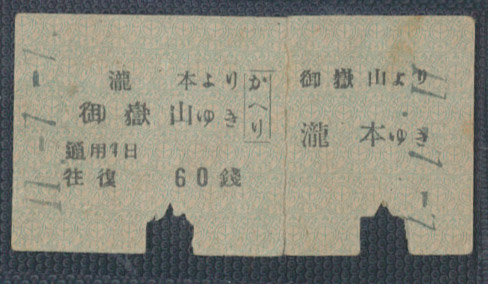 瀧本より
御嶽山ゆき
通用1日
往復 60錢
かへり
御嶽山より
瀧本ゆき